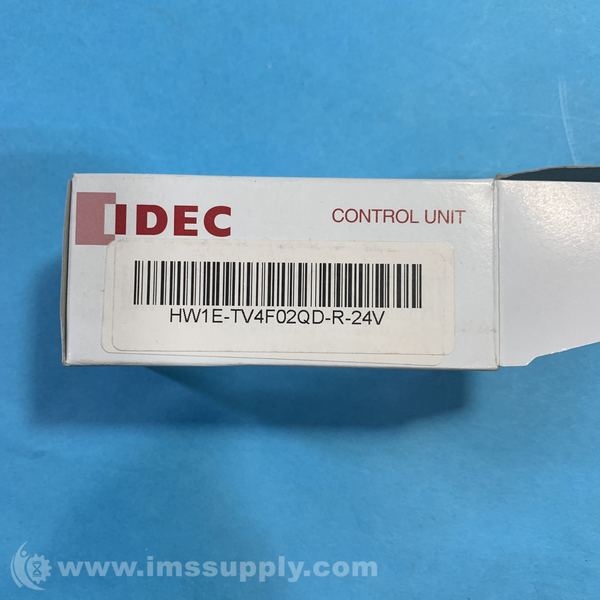 IDEC
CONTROL UNIT
HW1E-TV4F02QD-R-24V
www.imssupply.com